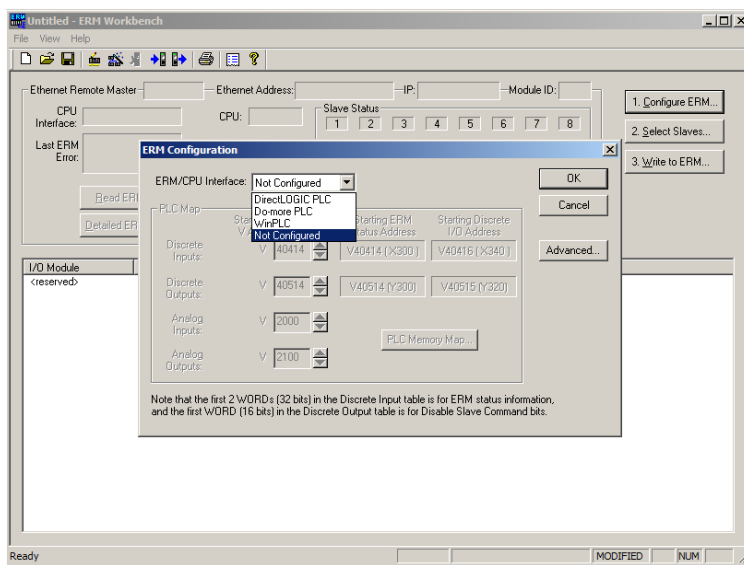 Untitled - ERM Workbench
File View Help
Ethernet Remote Master Ethernet Address: IP: Module ID:
CPU Interface: CPU: Slave Status
1 2 3 4 5 6 7 8
Last ERM Error:
1. Configure ERM...
2. Select Slaves...
3. Write to ERM...
Read ERM
Detailed ER
I/O Module
<reserved>
ERM Configuration
ERM/CPU Interface: Not Configured
DirectLOGIC PLC
Do-more PLC
WinPLC
Not Configured
OK
Cancel
Advanced...
PLC Map
Starting ERM Status Address
Starting Discrete I/O Address
Discrete Inputs: V 40414 V40414 (X300) V40416 (X340)
Discrete Outputs: V 40514 V40514 (Y300) V40515 (Y320)
Analog Inputs: V 2000
Analog Outputs: V 2100
PLC Memory Map...
Note that the first 2 WORDs (32 bits) in the Discrete Input table is for ERM status information,
and the first WORD (16 bits) in the Discrete Output table is for Disable Slave Command bits.
Ready MODIFIED NUM